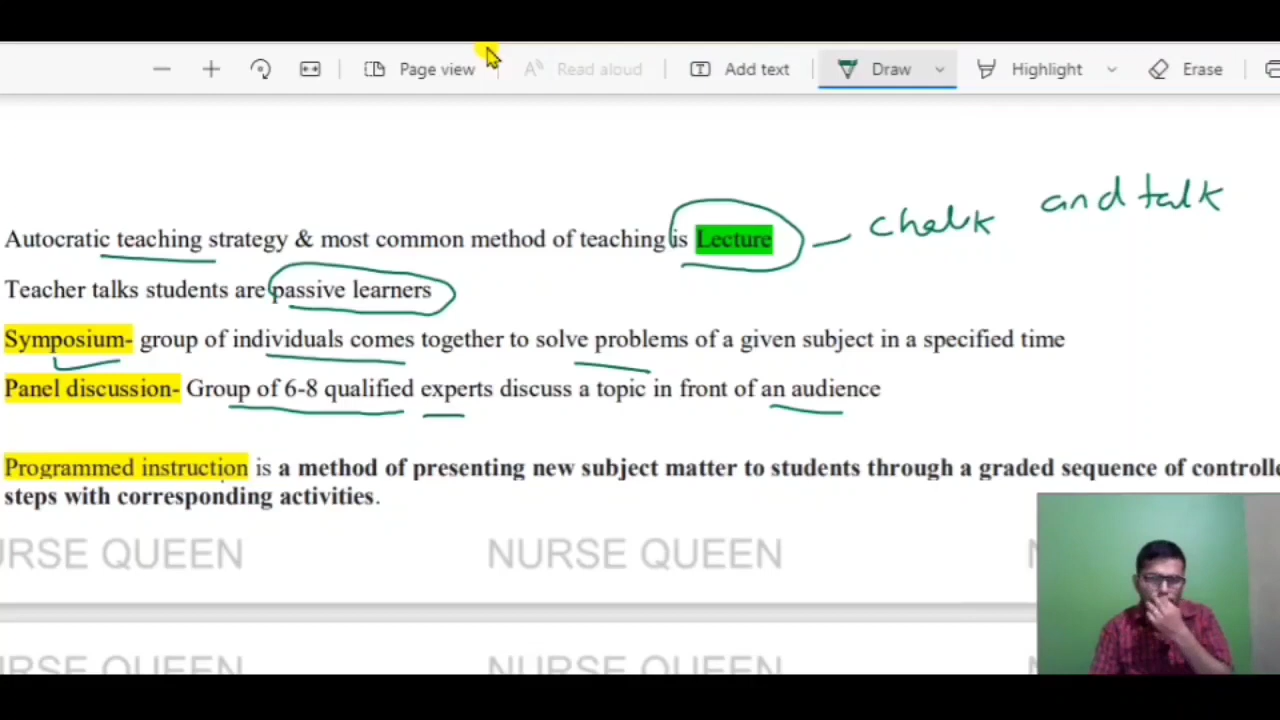 Page view
Read aloud
Add text
Draw
Highlight
Erase
and talk
chalk
Autocratic teaching strategy & most common method of teaching is Lecture
Teacher talks students are passive learners
Symposium- group of individuals comes together to solve problems of a given subject in a specified time
Panel discussion- Group of 6-8 qualified experts discuss a topic in front of an audience
Programmed instruction is a method of presenting new subject matter to students through a graded sequence of controlle
steps with corresponding activities.
URSE QUEEN NURSE QUEEN N
URSE QUEEN NURSE QUEEN